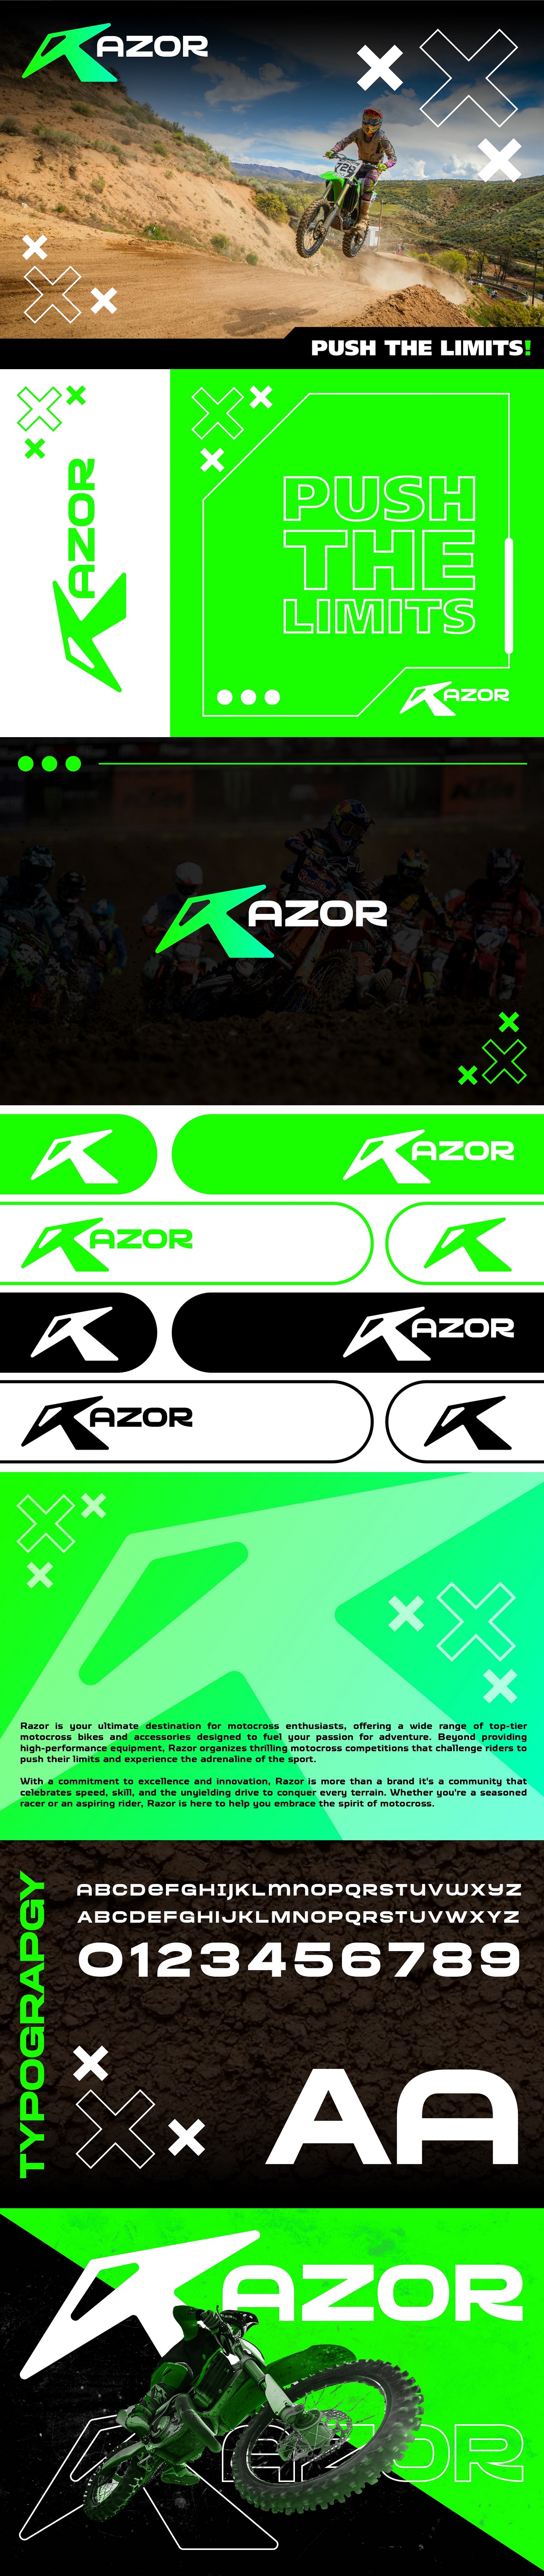 RAZOR
729
PUSH THE LIMITS!
RAZOR
PUSH
THE
LIMITS
RAZOR
RAZOR
R
RAZOR
RAZOR
R
R
RAZOR
RAZOR
R
Razor is your ultimate destination for motocross enthusiasts, offering a wide range of top-tier
motocross bikes and accessories designed to fuel your passion for adventure. Beyond providing
high-performance equipment, Razor organizes thrilling motocross competitions that challenge riders to
push their limits and experience the adrenaline of the sport.
With a commitment to excellence and innovation, Razor is more than a brand it's a community that
celebrates speed, skill, and the unyielding drive to conquer every terrain. Whether you're a seasoned
racer or an aspiring rider, Razor is here to help you embrace the spirit of motocross.
TYPOGRAPGY
ABCDeFGHIJKLmnOPQRSTUVWXYZ
ABCDEFGHIJKLMNOPQRSTUVWXYZ
0123456789
AA
RAZOR
RAZOR